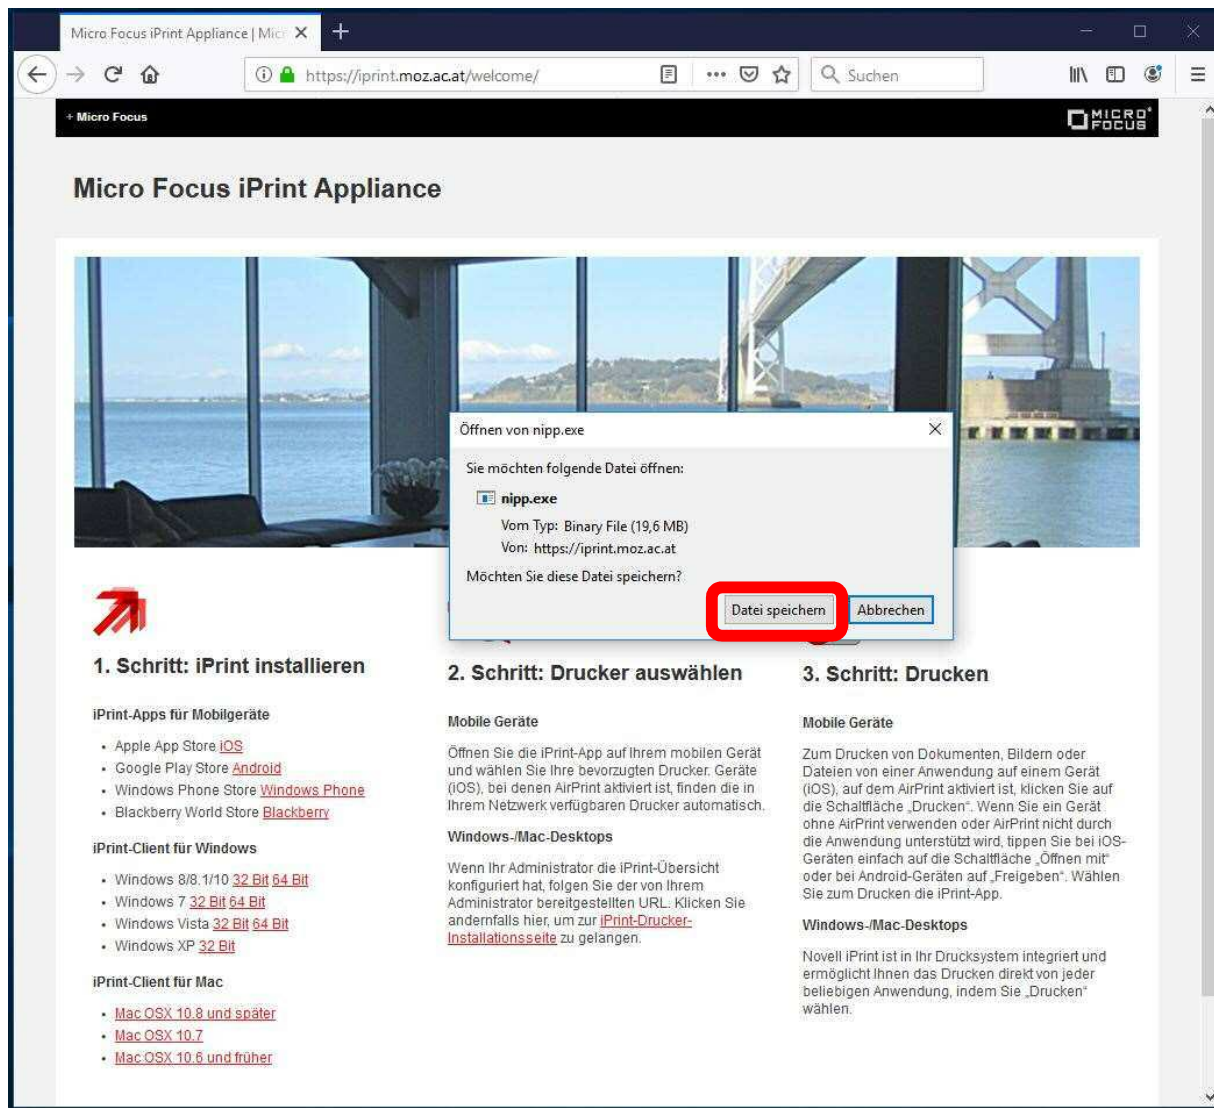 Micro Focus iPrint Appliance | Mic
https://iprint.moz.ac.at/welcome/
Suchen
+ Micro Focus
MICRO
FOCUS
Micro Focus iPrint Appliance
Öffnen von nipp.exe
Sie möchten folgende Datei öffnen:
nipp.exe
Vom Typ: Binary File (19,6 MB)
Von: https://iprint.moz.ac.at
Möchten Sie diese Datei speichern?
Datei speichern
Abbrechen
1. Schritt: iPrint installieren
iPrint-Apps für Mobilgeräte
• Apple App Store iOS
• Google Play Store Android
• Windows Phone Store Windows Phone
• Blackberry World Store Blackberry
iPrint-Client für Windows
• Windows 8/8.1/10 32 Bit 64 Bit
• Windows 7 32 Bit 64 Bit
• Windows Vista 32 Bit 64 Bit
• Windows XP 32 Bit
iPrint-Client für Mac
• Mac OSX 10.8 und später
• Mac OSX 10.7
• Mac OSX 10.6 und früher
2. Schritt: Drucker auswählen
Mobile Geräte
Öffnen Sie die iPrint-App auf Ihrem mobilen Gerät
und wählen Sie Ihre bevorzugten Drucker. Geräte
(iOS), bei denen AirPrint aktiviert ist, finden die in
Ihrem Netzwerk verfügbaren Drucker automatisch.
Windows-/Mac-Desktops
Wenn Ihr Administrator die iPrint-Übersicht
konfiguriert hat, folgen Sie der von Ihrem
Administrator bereitgestellten URL. Klicken Sie
andernfalls hier, um zur iPrint-Drucker-
Installationsseite zu gelangen.
3. Schritt: Drucken
Mobile Geräte
Zum Drucken von Dokumenten, Bildern oder
Dateien von einer Anwendung auf einem Gerät
(iOS), auf dem AirPrint aktiviert ist, klicken Sie auf
die Schaltfläche „Drucken“. Wenn Sie ein Gerät
ohne AirPrint verwenden oder AirPrint nicht durch
die Anwendung unterstützt wird, tippen Sie bei iOS-
Geräten einfach auf die Schaltfläche „Öffnen mit“
oder bei Android-Geräten auf „Freigeben“. Wählen
Sie zum Drucken die iPrint-App.
Windows-/Mac-Desktops
Novell iPrint ist in Ihr Drucksystem integriert und
ermöglicht Ihnen das Drucken direkt von jeder
beliebigen Anwendung, indem Sie „Drucken“
wählen.